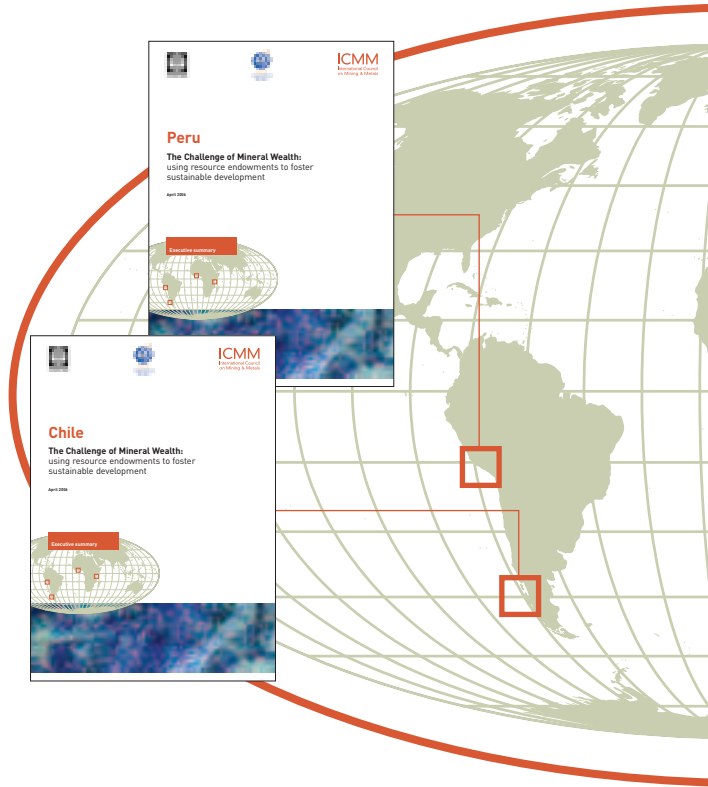 ICMM
International Council
on Mining & Metals
Peru
The Challenge of Mineral Wealth:
using resource endowments to foster
sustainable development
April 2006
Executive summary
ICMM
International Council
on Mining & Metals
Chile
The Challenge of Mineral Wealth:
using resource endowments to foster
sustainable development
April 2006
Executive summary